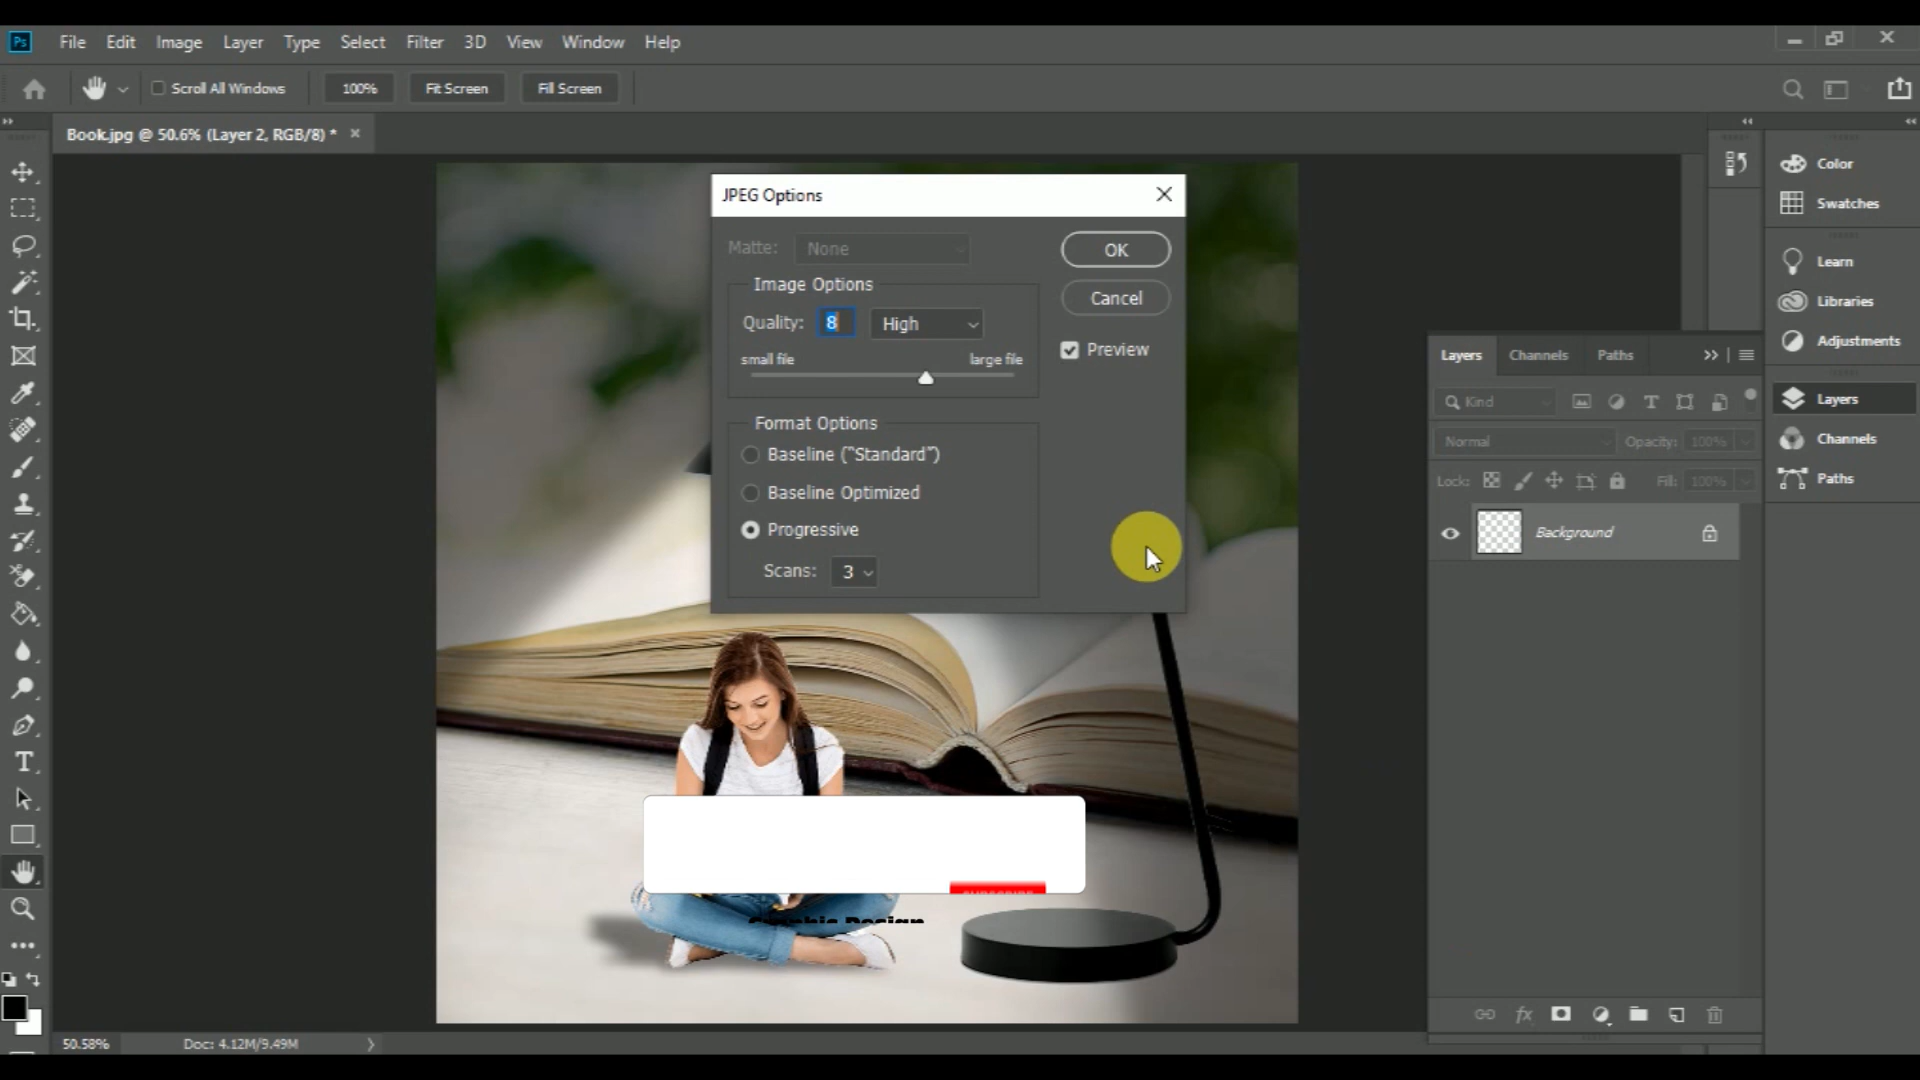 Ps File Edit Image Layer Type Select Filter 3D View Window Help
Scroll All Windows 100% Fit Screen Fill Screen
Book.jpg @ 50.6% (Layer 2, RGB/8) *
JPEG Options
Matte: None
OK
Image Options
Cancel
Quality: 8 High
Preview
small file large file
Format Options
Baseline ("Standard")
Baseline Optimized
Progressive
Scans: 3
Color
Swatches
Learn
Libraries
Adjustments
Layers
Channels
Paths
Layers Channels Paths
Kind
Normal Opacity: 100%
Lock: Fill: 100%
Background
SUBSCRIBE
Graphic Design
50.58% Doc: 4.12M/9.49M